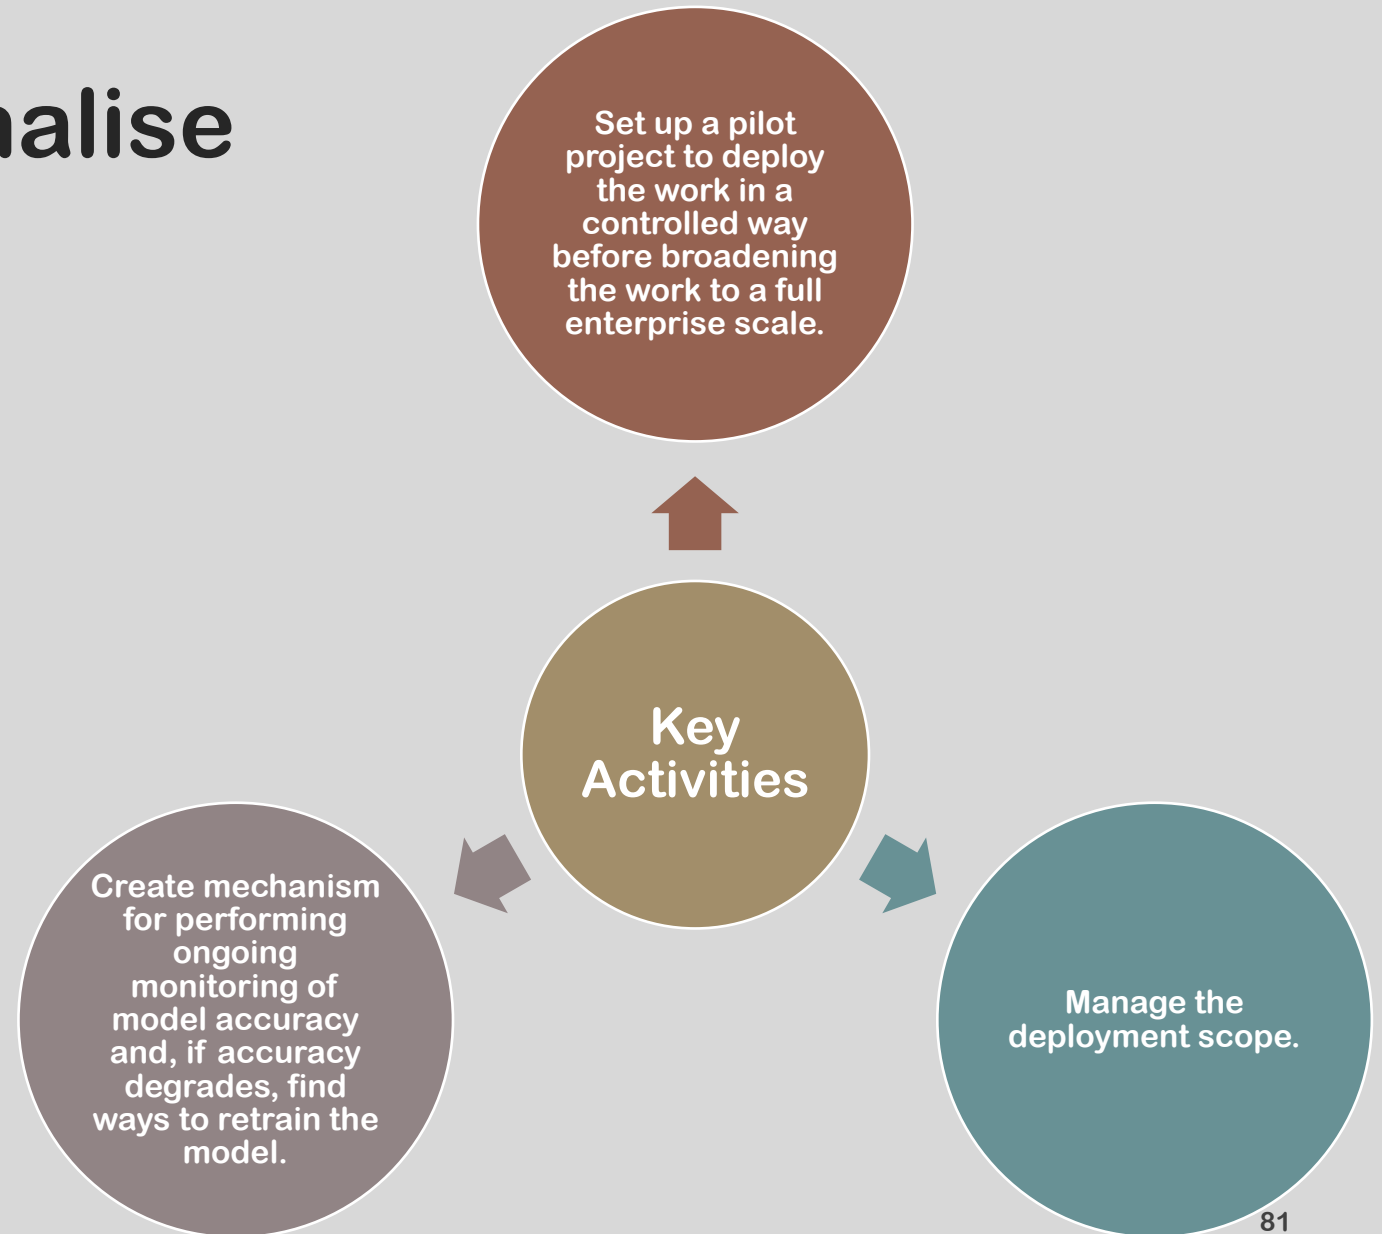 nalise
Set up a pilot
project to deploy
the work in a
controlled way
before broadening
the work to a full
enterprise scale.
Key
Activities
Create mechanism
for performing
ongoing
monitoring of
model accuracy
and, if accuracy
degrades, find
ways to retrain the
model.
Manage the
deployment scope.
81